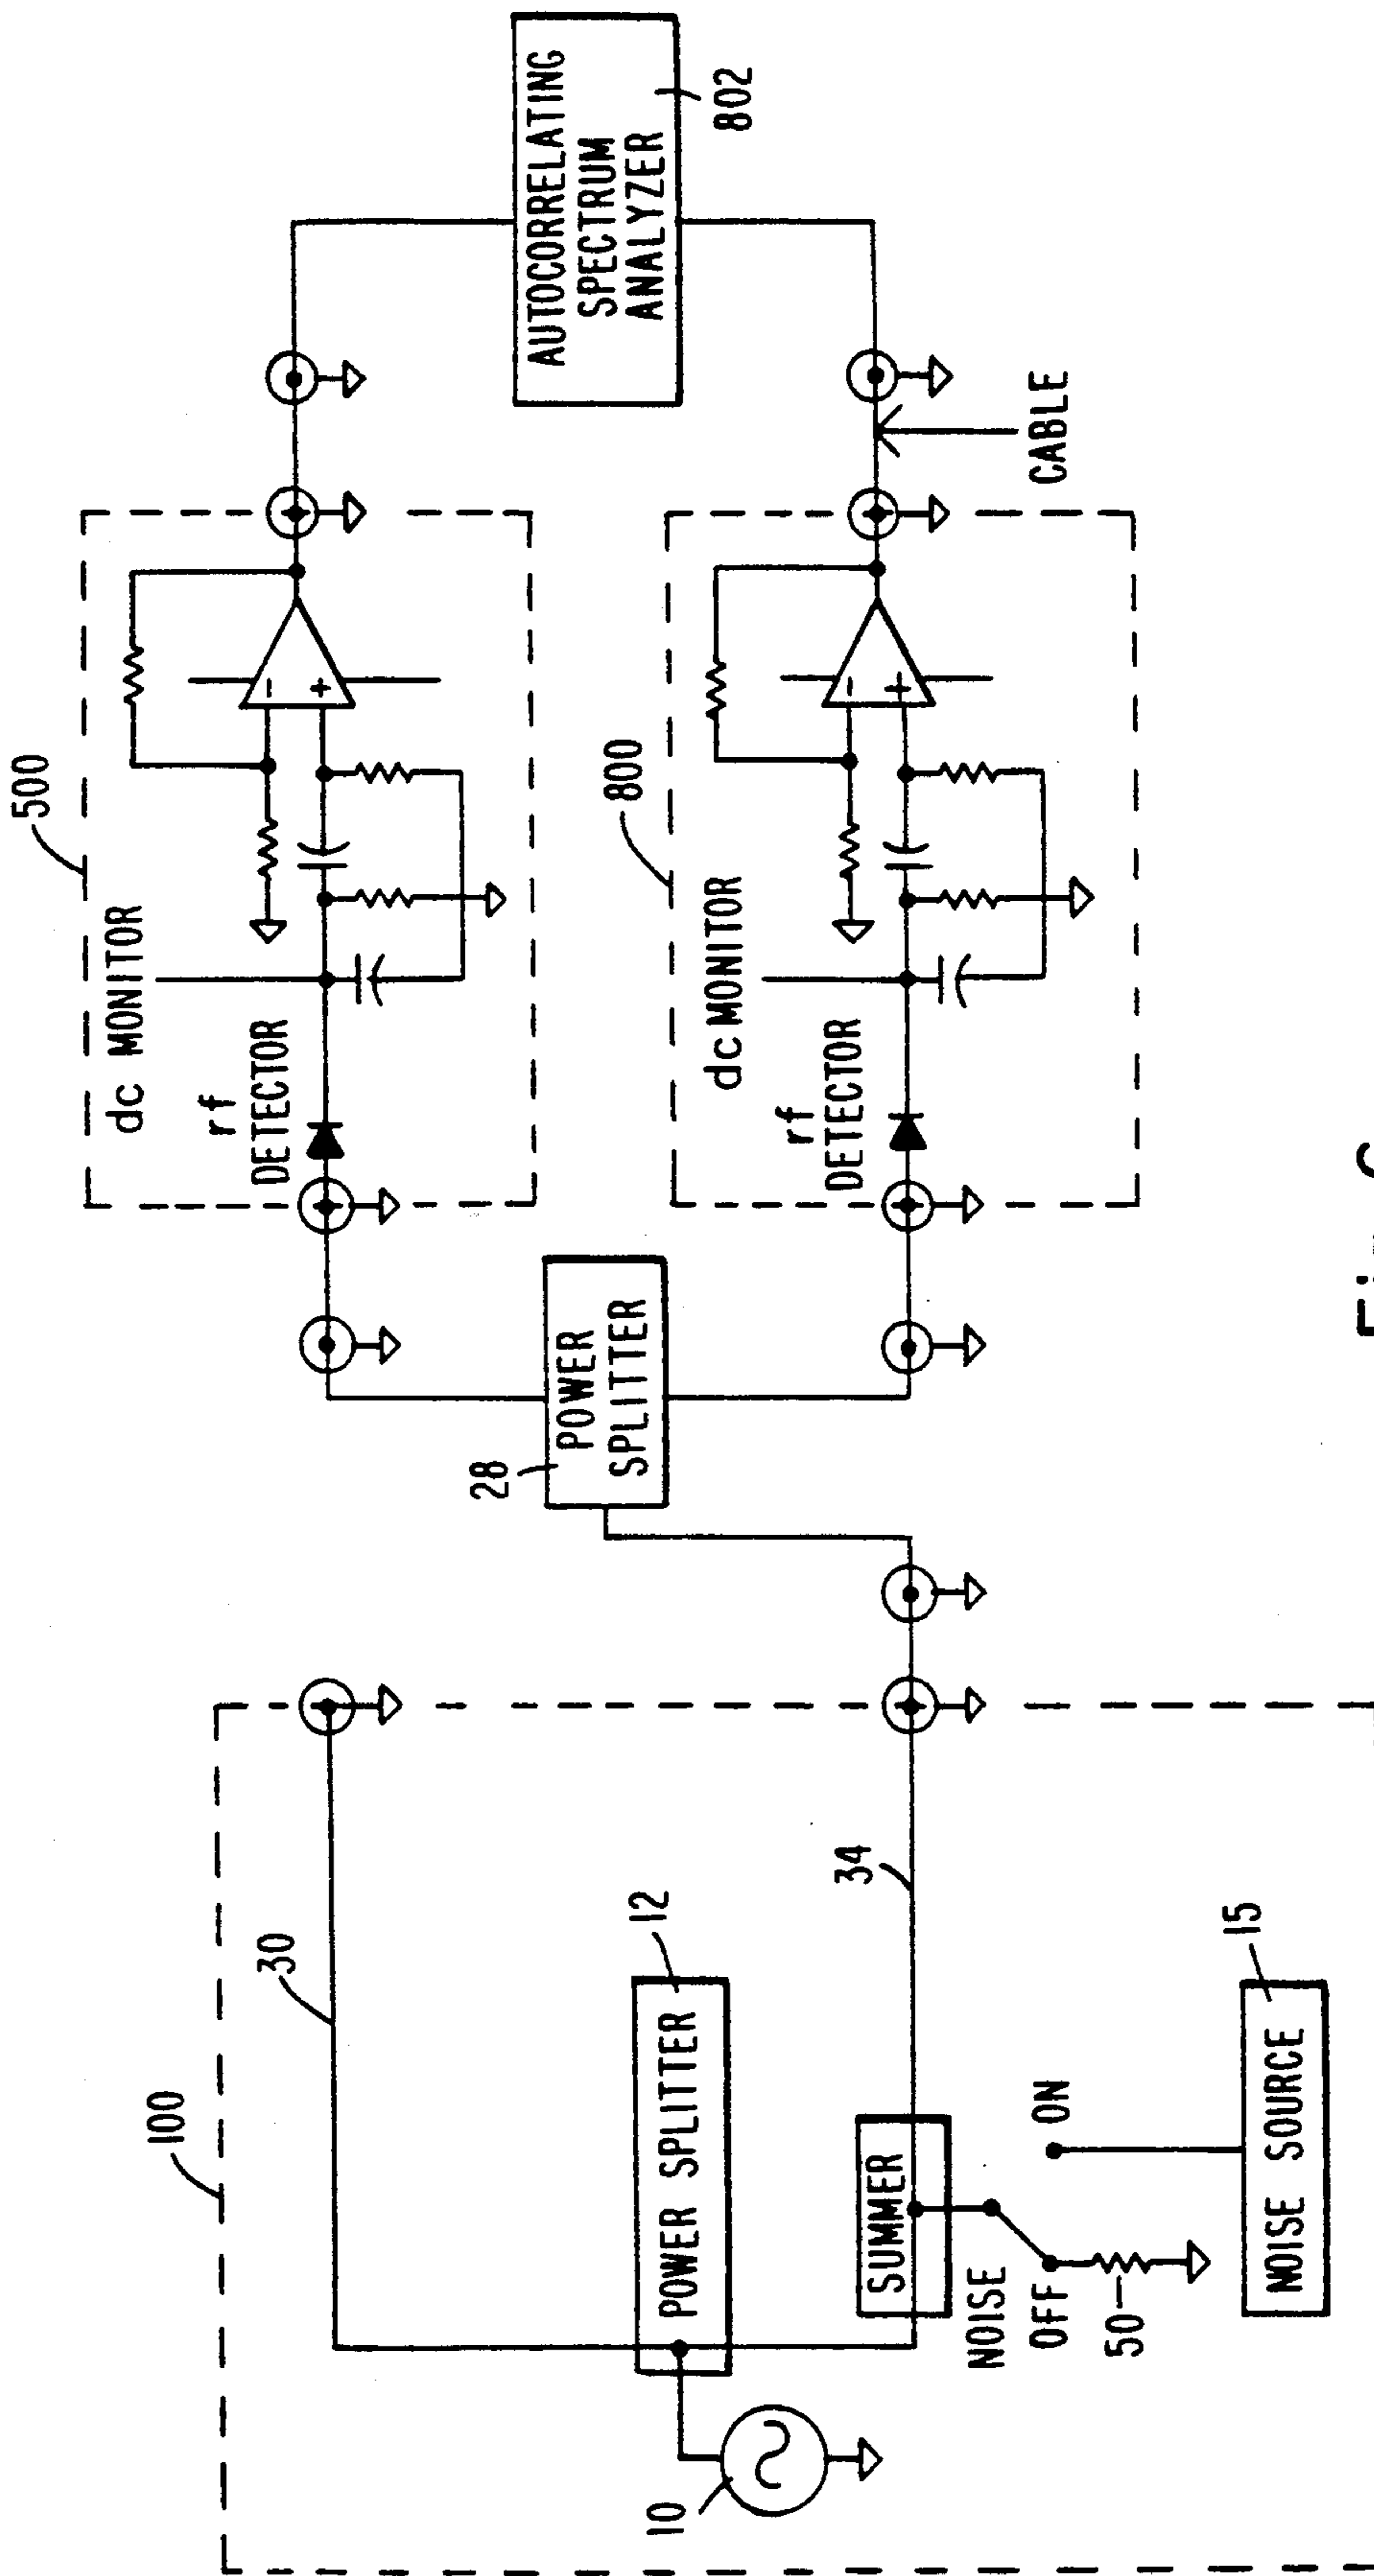 100
30
10
POWER SPLITTER
12
34
SUMMER
NOISE
OFF
ON
50
NOISE SOURCE
15
28
POWER
SPLITTER
500
dc MONITOR
rf
DETECTOR
-
+
800
dc MONITOR
rf
DETECTOR
-
+
CABLE
AUTOCORRELATING
SPECTRUM
ANALYZER
802